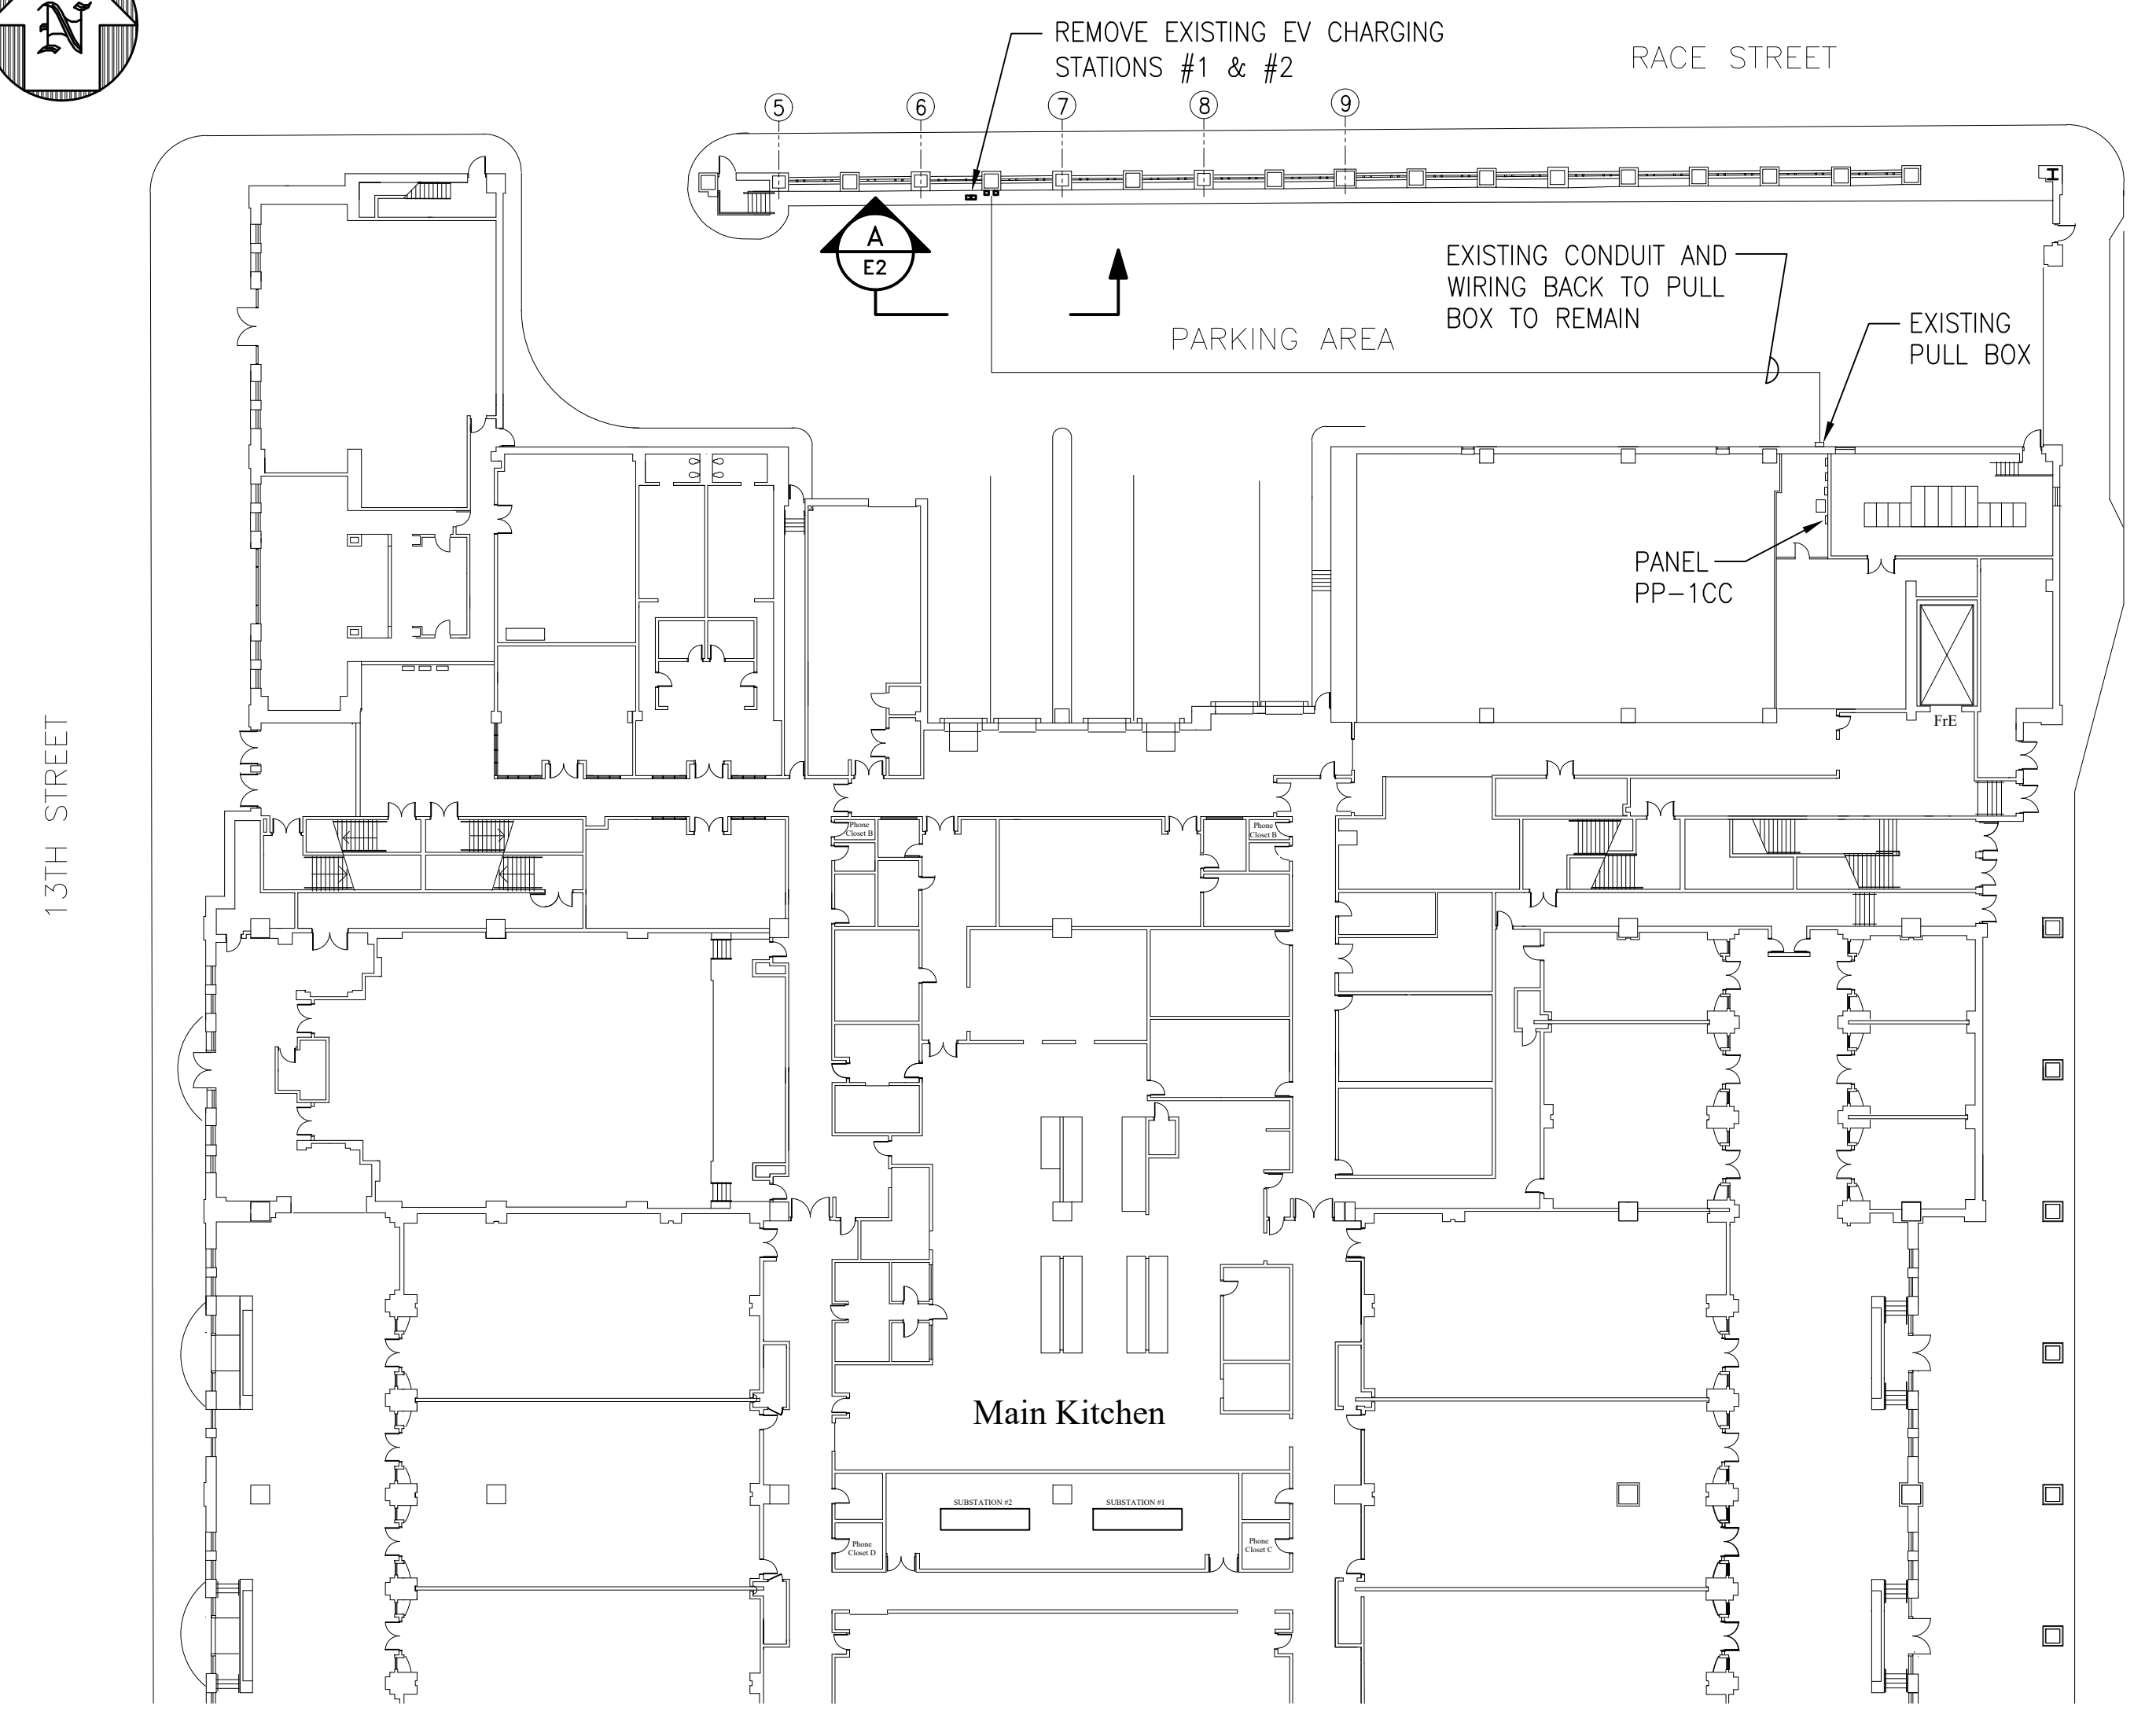 N
REMOVE EXISTING EV CHARGING
STATIONS #1 & #2
RACE STREET
5
6
7
8
9
A
E2
EXISTING CONDUIT AND
WIRING BACK TO PULL
BOX TO REMAIN
EXISTING
PULL BOX
PARKING AREA
PANEL
PP-1CC
FrE
13TH STREET
Phone
Closet B
Phone
Closet B
Main Kitchen
SUBSTATION #2
SUBSTATION #1
Phone
Closet D
Phone
Closet C